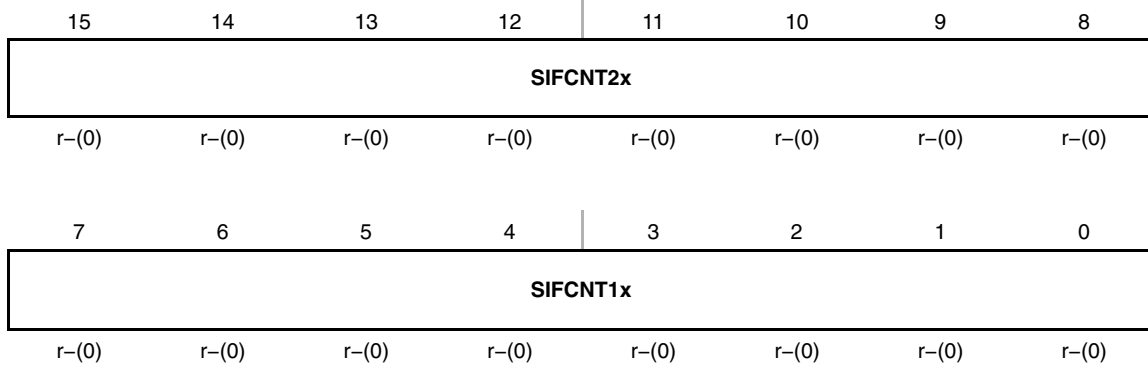 15 14 13 12 11 10 9 8
SIFCNT2x
r−(0) r−(0) r−(0) r−(0) r−(0) r−(0) r−(0) r−(0)
7 6 5 4 3 2 1 0
SIFCNT1x
r−(0) r−(0) r−(0) r−(0) r−(0) r−(0) r−(0) r−(0)